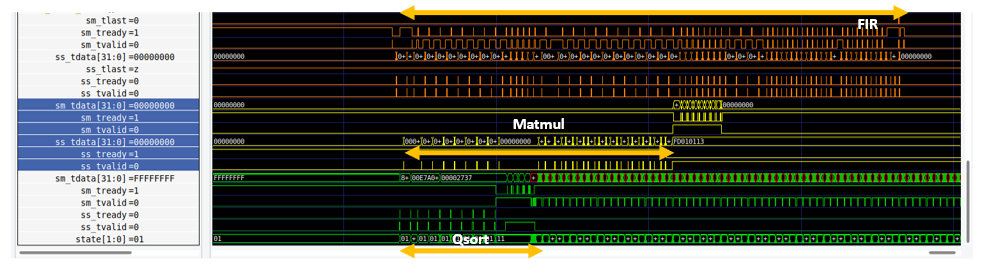 sm_tlast=0
sm_tready=1
sm_tvalid=0
ss_tdata[31:0]=00000000
ss_tlast=z
ss_tready=0
ss_tvalid=0
sm_tdata[31:0]=00000000
sm_tready=1
sm_tvalid=0
ss_tdata[31:0]=00000000
ss_tready=1
ss_tvalid=0
sm_tdata[31:0]=FFFFFFFF
sm_tready=1
sm_tvalid=0
ss_tready=0
ss_tvalid=0
state[1:0]=01
FIR
00000000
00000000
00000000
00000000
Matmul
00000000
00000000
FD010113
FFFFFFFF
00E7A0+
00002737
01
Qsort